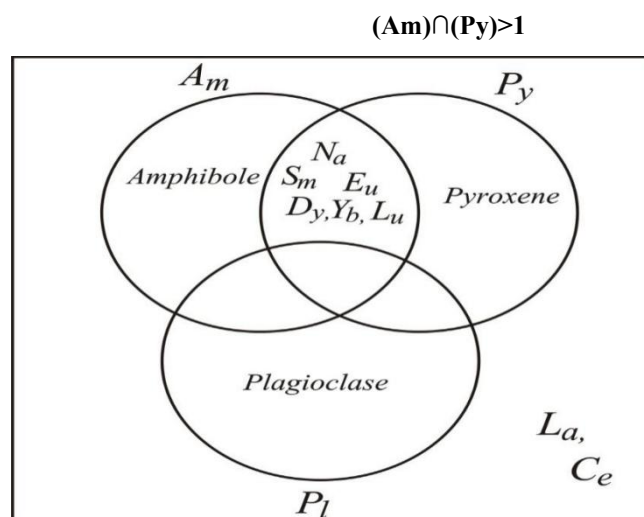 (Am)∩(Py)>1
Am
Py
Na
Amphibole
Sm
Eu
Pyroxene
Dy,Yb,Lu
Plagioclase
La,
Ce
Pl